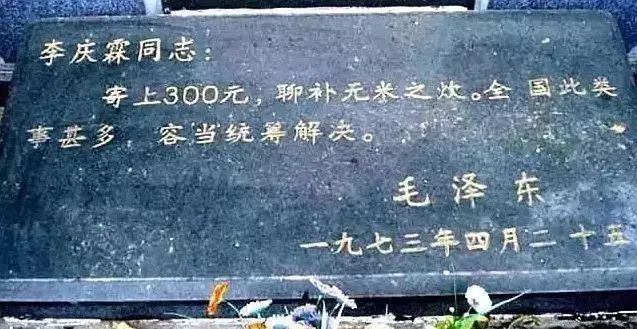 李庆霖同志：
寄上300元，聊补无米之炊。全国此类
事甚多 容当统筹解决。
毛泽东
一九七三年四月二十五